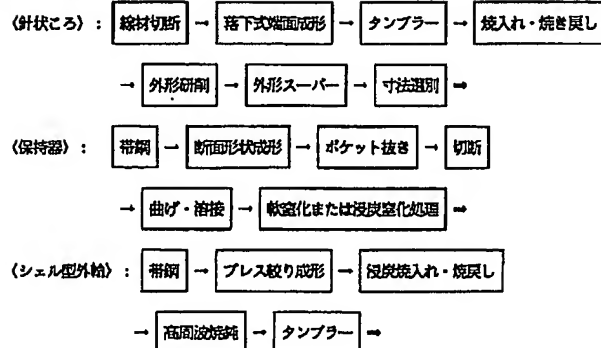 〈針状ころ〉： 線材切断 → 落下式端面成形 → タンブラー → 焼入れ・焼き戻し
→ 外形研削 → 外形スーパー → 寸法選別 ⇒
〈保持器〉： 帯鋼 → 断面形状成形 → ポケット抜き → 切断
→ 曲げ・溶接 → 軟窒化または浸炭窒化処理 ⇒
〈シェル型外輪〉： 帯鋼 → プレス絞り成形 → 浸炭焼入れ・焼戻し
→ 高周波焼鈍 → タンブラー ⇒